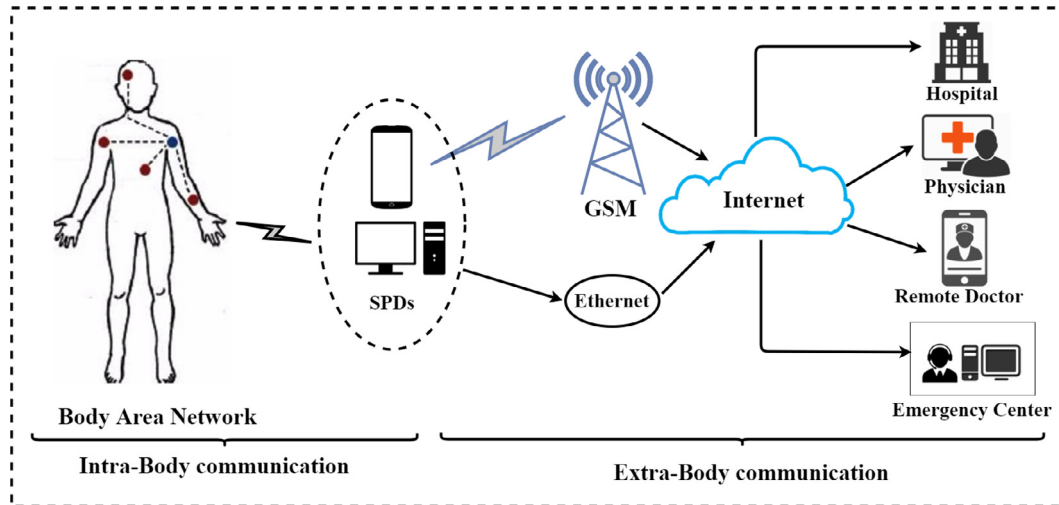 Hospital
Physician
GSM
Internet
Remote Doctor
SPDs
Ethernet
Emergency Center
Body Area Network
Intra-Body communication
Extra-Body communication